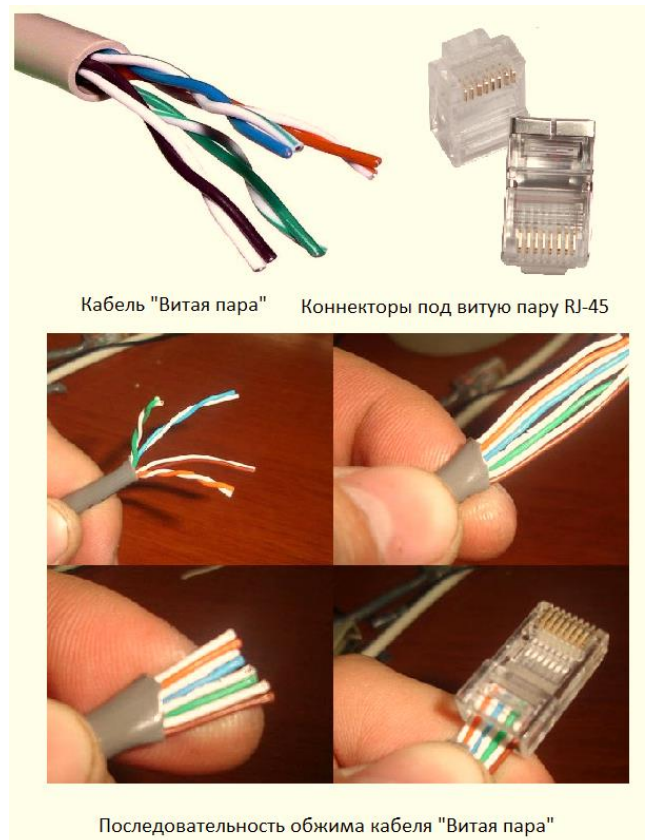 Кабель "Витая пара"
Коннекторы под витую пару RJ-45
Последовательность обжима кабеля "Витая пара"